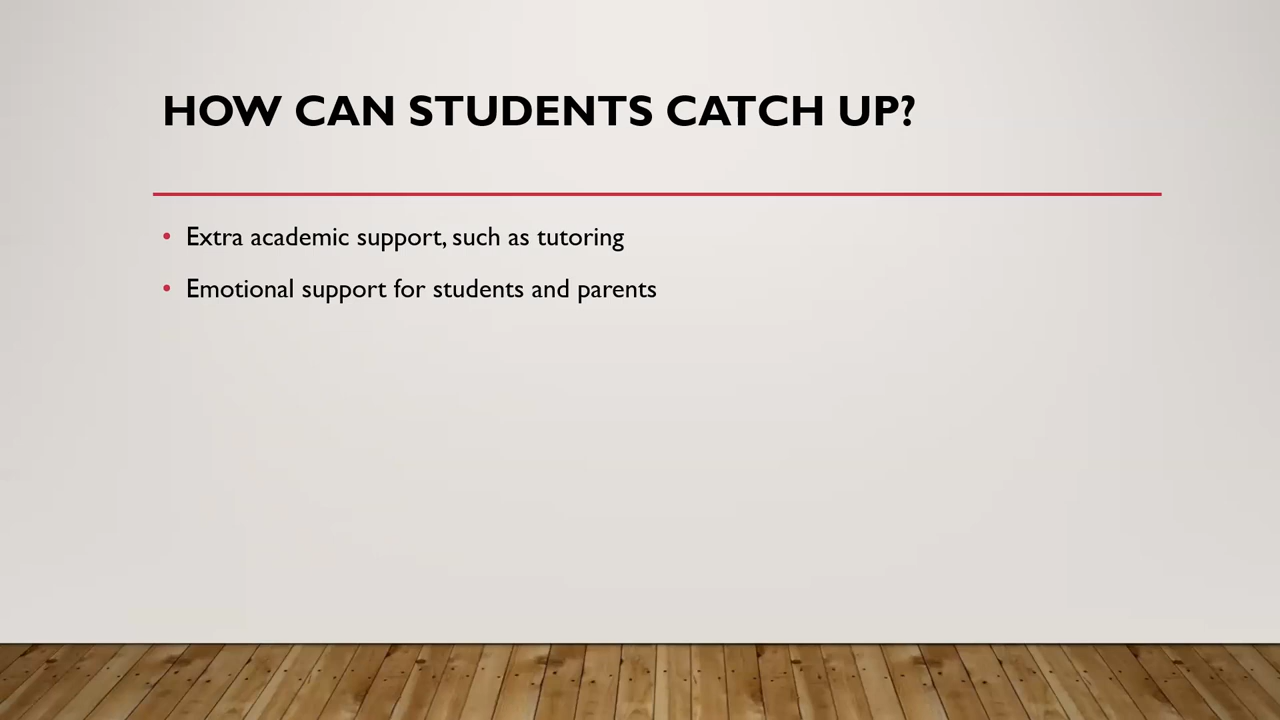 HOW CAN STUDENTS CATCH UP?
• Extra academic support, such as tutoring
• Emotional support for students and parents